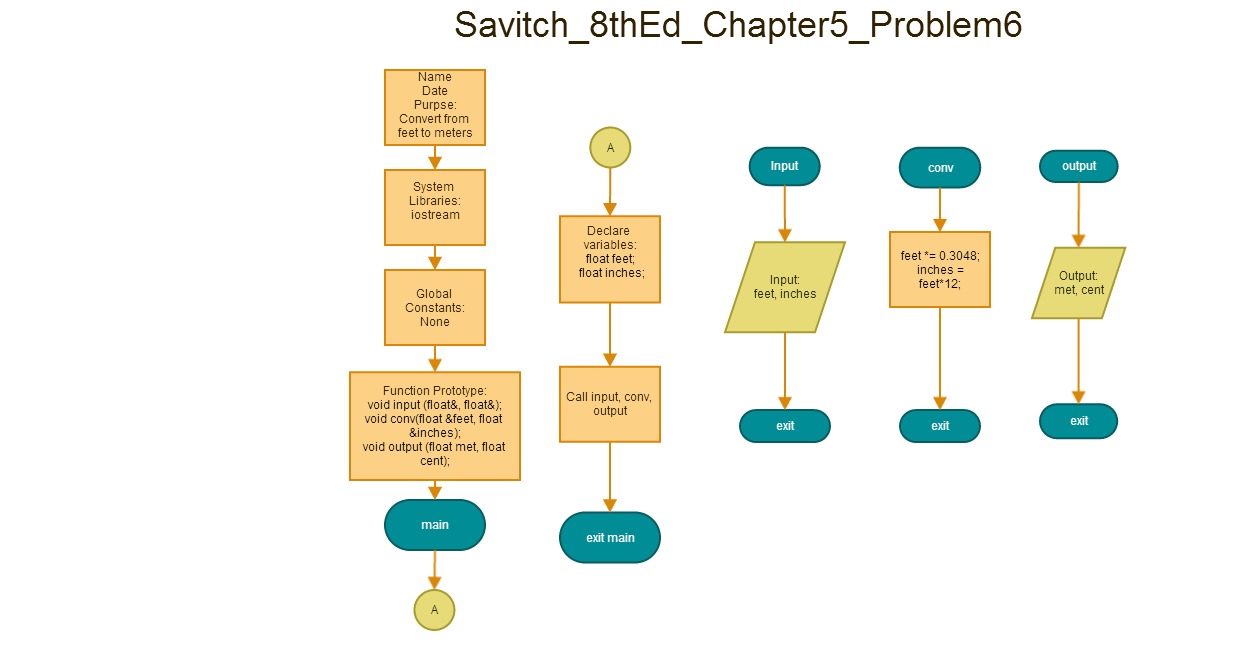 Savitch_8thEd_Chapter5_Problem6
Name
Date
Purpse:
Convert from
feet to meters
System
Libraries:
iostream
Global
Constants:
None
Function Prototype:
void input (float&, float&);
void conv(float &feet, float
&inches);
void output (float met, float
cent);
main
A
A
Declare
variables:
float feet;
float inches;
Call input, conv,
output
exit main
Input
Input:
feet, inches
exit
conv
feet *= 0.3048;
inches =
feet*12;
exit
output
Output:
met, cent
exit